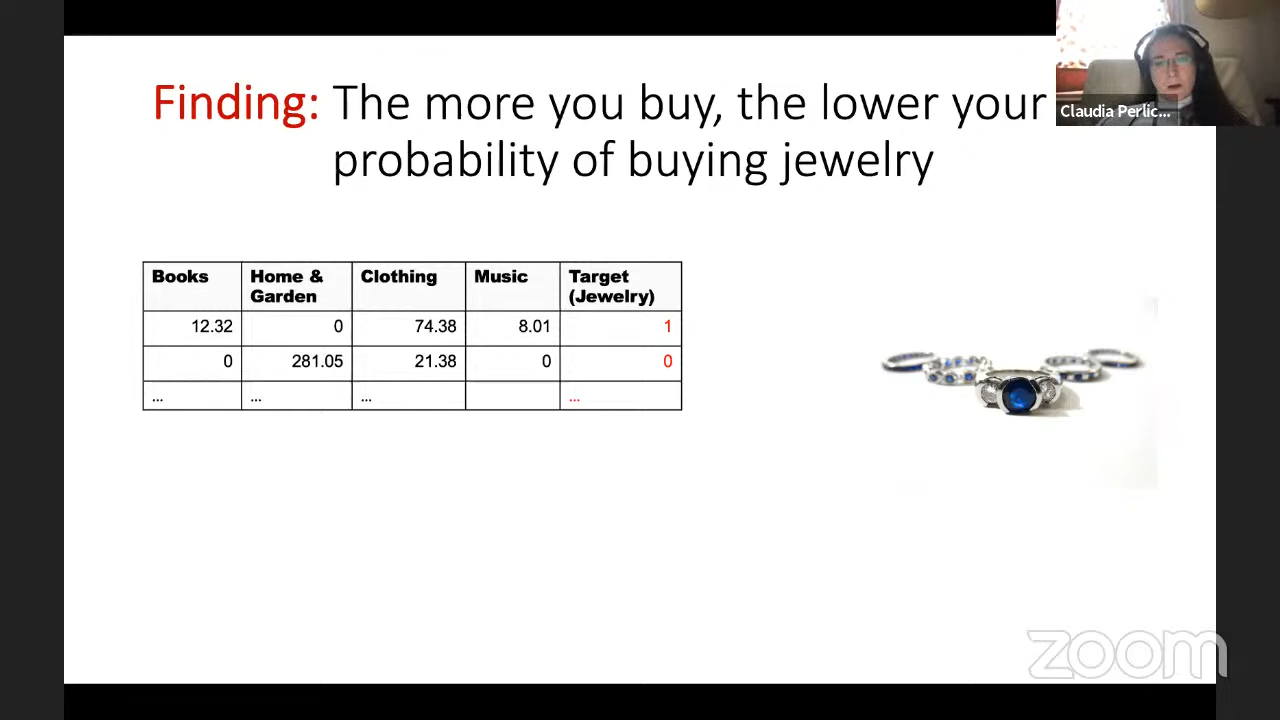 Finding: The more you buy, the lower your
probability of buying jewelry
Claudia Perlic...
Books Home & Garden Clothing Music Target (Jewelry)
12.32 0 74.38 8.01 1
0 281.05 21.38 0 0
... ... ... ...
zoom